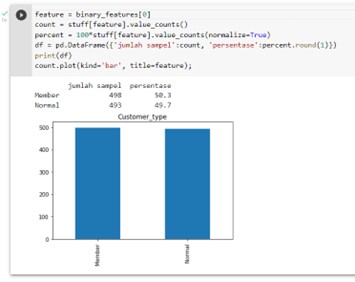 feature = binary_features[0]
count = stuff[feature].value_counts()
percent = 100*stuff[feature].value_counts(normalize=True)
df = pd.DataFrame({'jumlah sampel':count, 'persentase':percent.round(1)})
print(df)
count.plot(kind='bar', title=feature);
jumlah sampel persentase
Member 498 50.3
Normal 493 49.7
Customer_type
500
400
300
200
100
0
Member
Normal